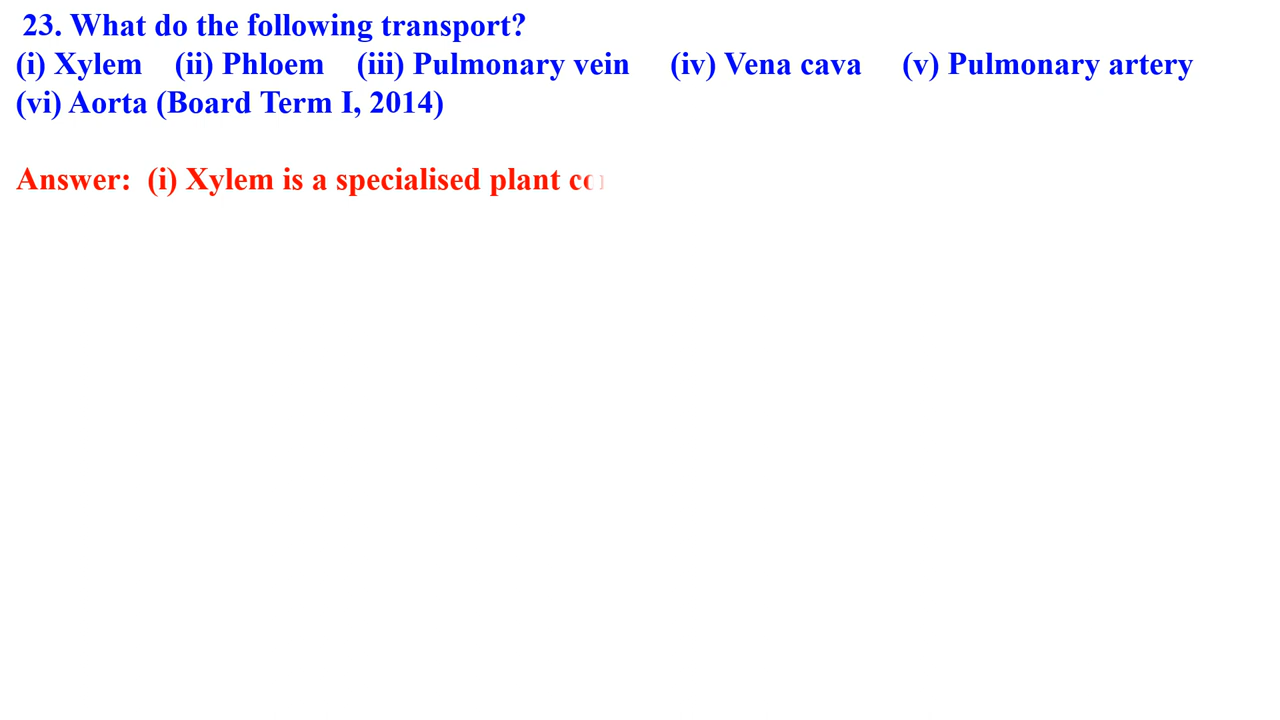 23. What do the following transport?
(i) Xylem (ii) Phloem (iii) Pulmonary vein (iv) Vena cava (v) Pulmonary artery
(vi) Aorta (Board Term I, 2014)
Answer: (i) Xylem is a specialised plant